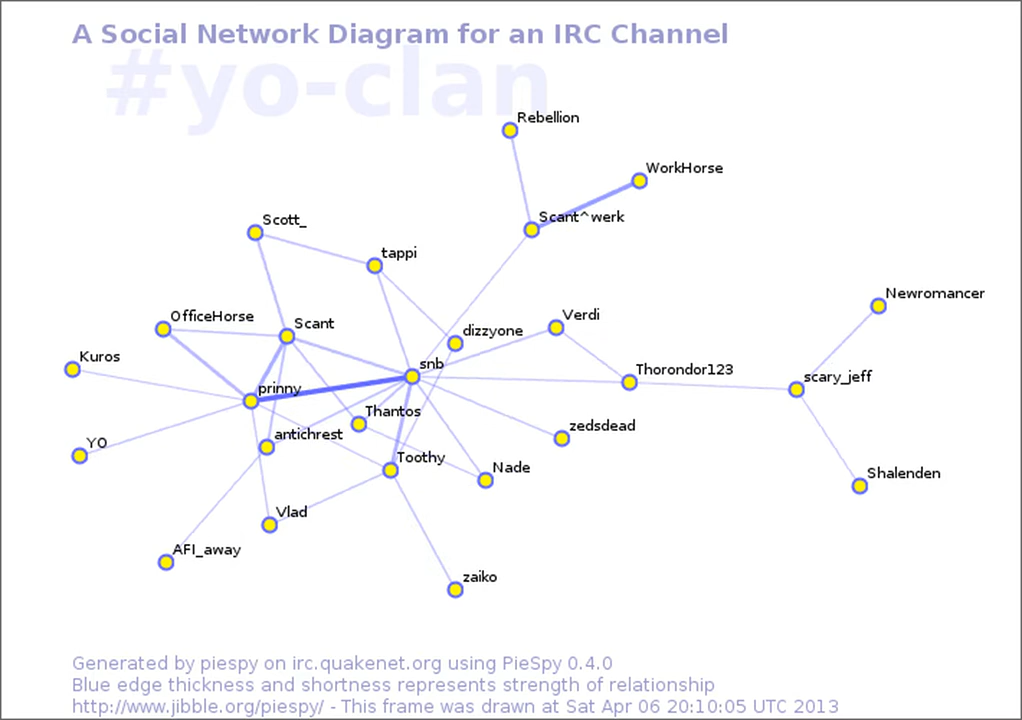 A Social Network Diagram for an IRC Channel
#yo-clan
Rebellion
WorkHorse
Scant^werk
Scott_
tappi
Newromancer
OfficeHorse
Scant
Verdi
dizzyone
Kuros
snb
Thorondor123
scary_jeff
prinny
Thantos
zedsdead
YO
antichrest
Toothy
Nade
Shalenden
Vlad
AFI_away
zaiko
Generated by piespy on irc.quakenet.org using PieSpy 0.4.0
Blue edge thickness and shortness represents strength of relationship
http://www.jibble.org/piespy/ - This frame was drawn at Sat Apr 06 20:10:05 UTC 2013